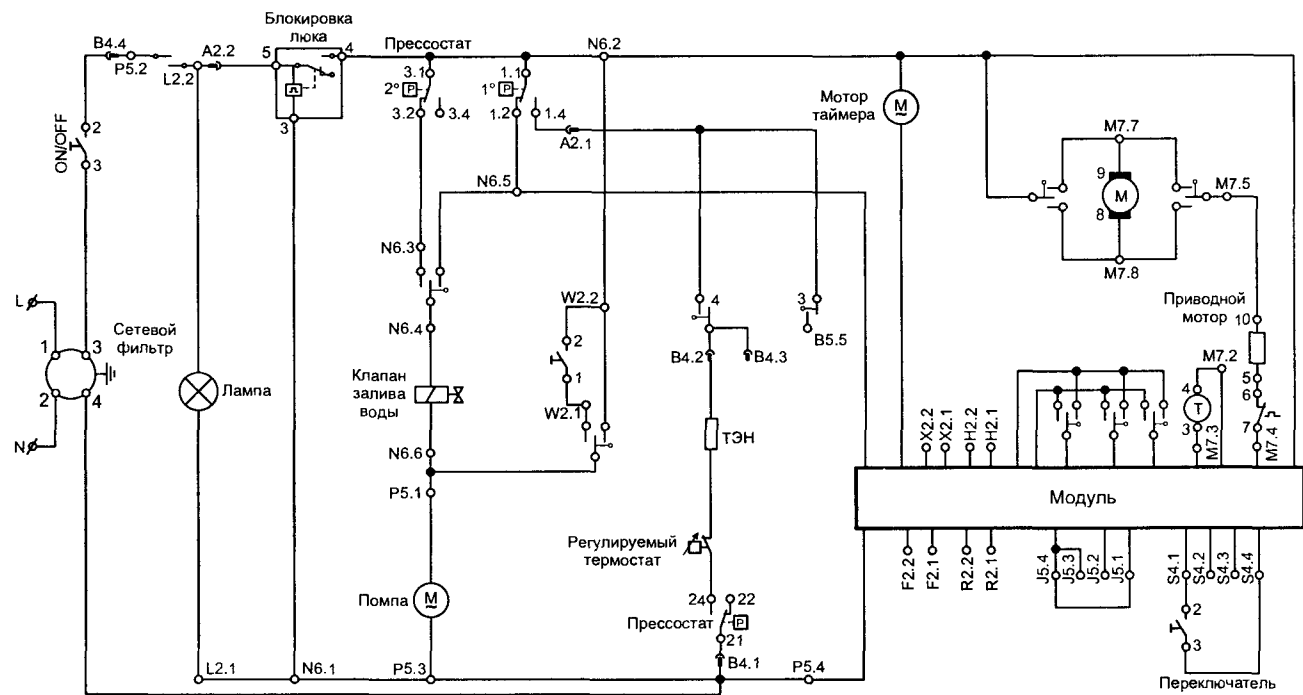 Блокировка
люка
B4.4
P5.2
A2.2
L2.2
5
4
3
Прессостат
N6.2
3.1
2°
P
3.2
3.4
1.1
1°
P
1.2
1.4
A2.1
Мотор
таймера
M
~
ON/OFF
2
3
N6.5
M7.7
9
M
8
M7.5
M7.8
N6.3
N6.4
W2.2
2
1
W2.1
4
3
B5.5
B4.2
B4.3
Приводной
мотор
10
L
N
1
3
2
4
Сетевой
фильтр
Лампа
Клапан
залива
воды
N6.6
P5.1
ТЭН
M7.2
4
T
3
M7.3
5
6
7
M7.4
X2.2
X2.1
H2.2
H2.1
Модуль
F2.2
F2.1
R2.2
R2.1
J5.4
J5.3
J5.2
J5.1
S4.1
S4.2
S4.3
S4.4
2
3
Переключатель
Регулируемый
термостат
Помпа
M
~
24
22
Прессостат
P
21
B4.1
L2.1
N6.1
P5.3
P5.4